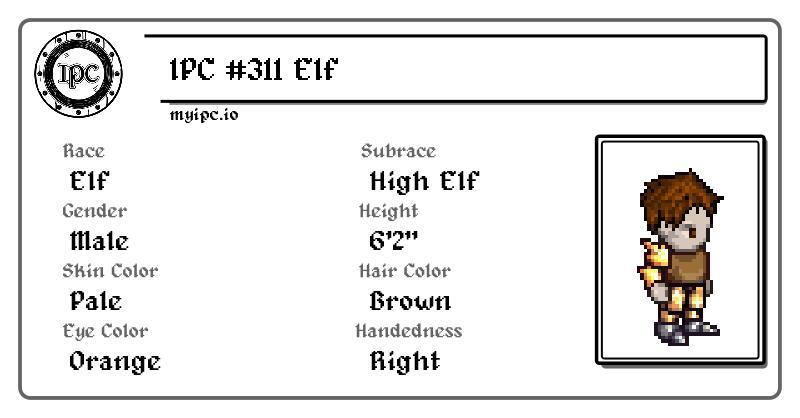 IPC
IPC #311 Elf
myipc.io
Race
Elf
Subrace
High Elf
Gender
Male
Height
6'2"
Skin Color
Pale
Hair Color
Brown
Eye Color
Orange
Handedness
Right